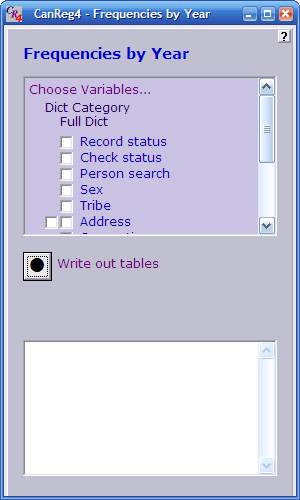 CR4 CanReg4 - Frequencies by Year
?
Frequencies by Year
Choose Variables...
Dict Category
Full Dict
Record status
Check status
Person search
Sex
Tribe
Address
Write out tables